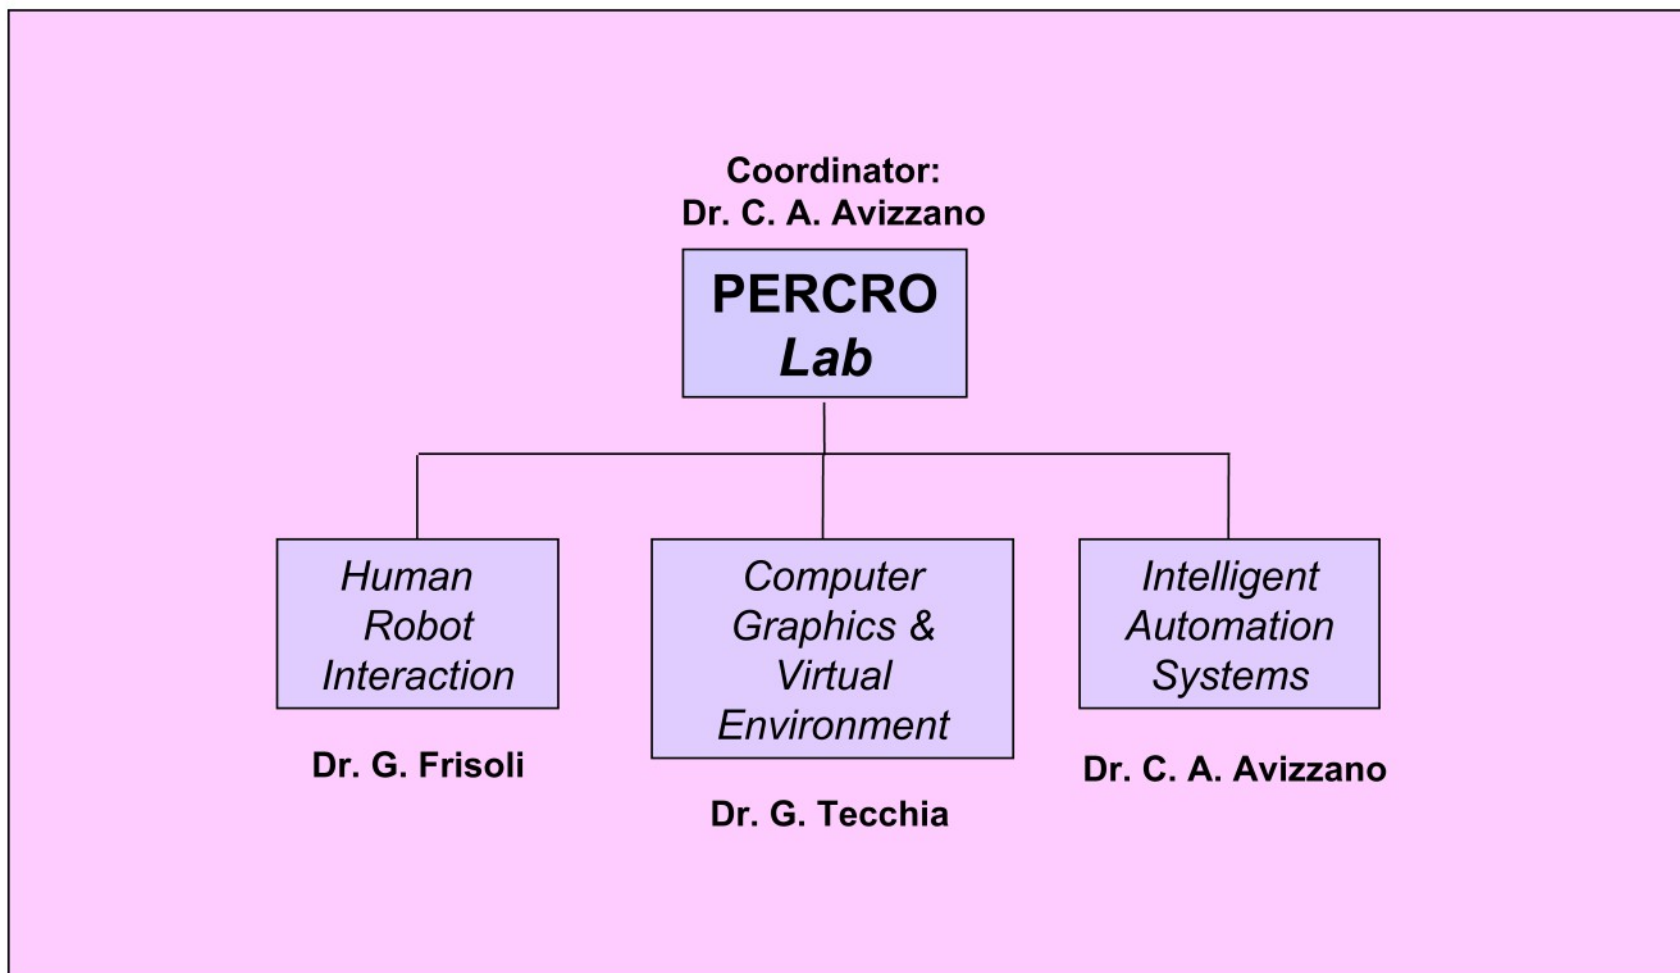 Coordinator:
Dr. C. A. Avizzano
PERCRO
Lab
Human
Robot
Interaction
Dr. G. Frisoli
Computer
Graphics &
Virtual
Environment
Dr. G. Tecchia
Intelligent
Automation
Systems
Dr. C. A. Avizzano